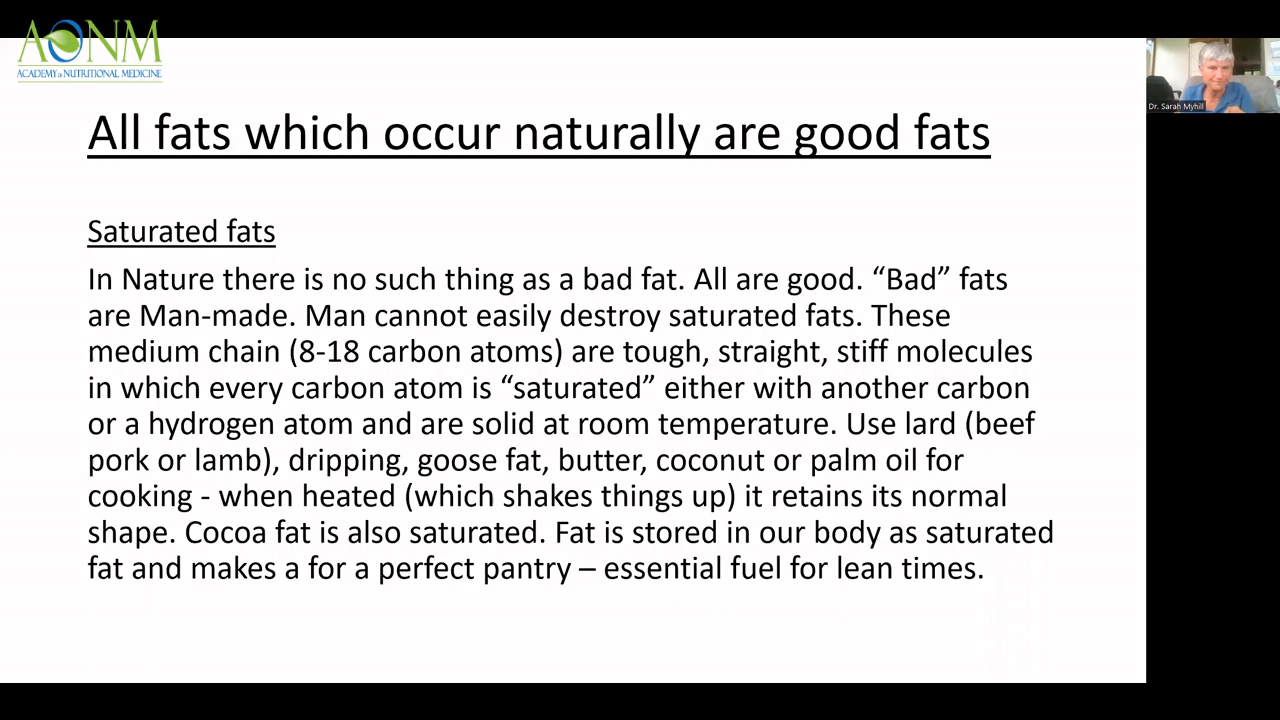 AONM
ACADEMY of NUTRITIONAL MEDICINE
Dr. Sarah Myhill
All fats which occur naturally are good fats
Saturated fats
In Nature there is no such thing as a bad fat. All are good. “Bad” fats
are Man-made. Man cannot easily destroy saturated fats. These
medium chain (8-18 carbon atoms) are tough, straight, stiff molecules
in which every carbon atom is “saturated” either with another carbon
or a hydrogen atom and are solid at room temperature. Use lard (beef
pork or lamb), dripping, goose fat, butter, coconut or palm oil for
cooking - when heated (which shakes things up) it retains its normal
shape. Cocoa fat is also saturated. Fat is stored in our body as saturated
fat and makes a for a perfect pantry – essential fuel for lean times.